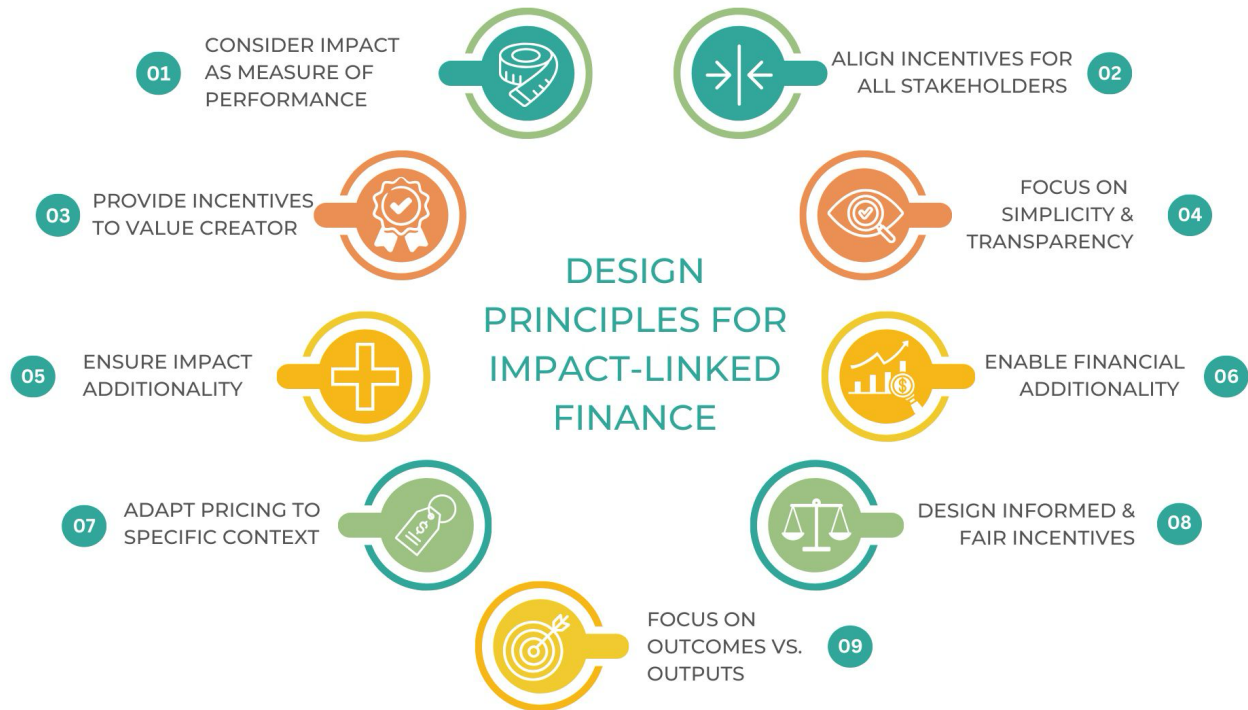 01
CONSIDER IMPACT
AS MEASURE OF
PERFORMANCE
ALIGN INCENTIVES FOR
ALL STAKEHOLDERS
02
03
PROVIDE INCENTIVES
TO VALUE CREATOR
FOCUS ON
SIMPLICITY &
TRANSPARENCY
04
DESIGN
PRINCIPLES FOR
IMPACT-LINKED
FINANCE
05
ENSURE IMPACT
ADDITIONALITY
$
ENABLE FINANCIAL
ADDITIONALITY
06
07
ADAPT PRICING TO
SPECIFIC CONTEXT
$
DESIGN INFORMED &
FAIR INCENTIVES
08
FOCUS ON
OUTCOMES VS.
OUTPUTS
09